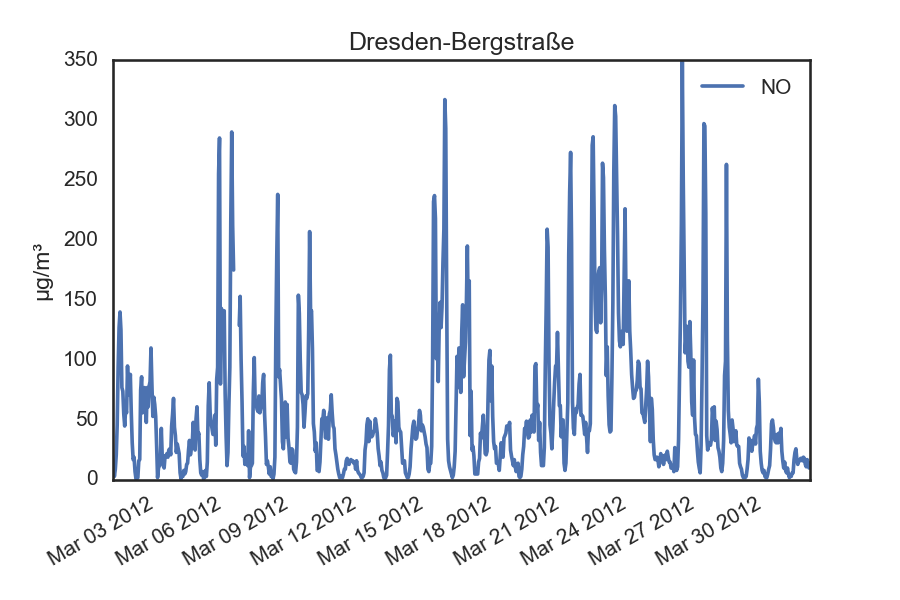 Dresden-Bergstraße
350
300
250
200
150
100
50
0
µg/m³
NO
Mar 03 2012
Mar 06 2012
Mar 09 2012
Mar 12 2012
Mar 15 2012
Mar 18 2012
Mar 21 2012
Mar 24 2012
Mar 27 2012
Mar 30 2012